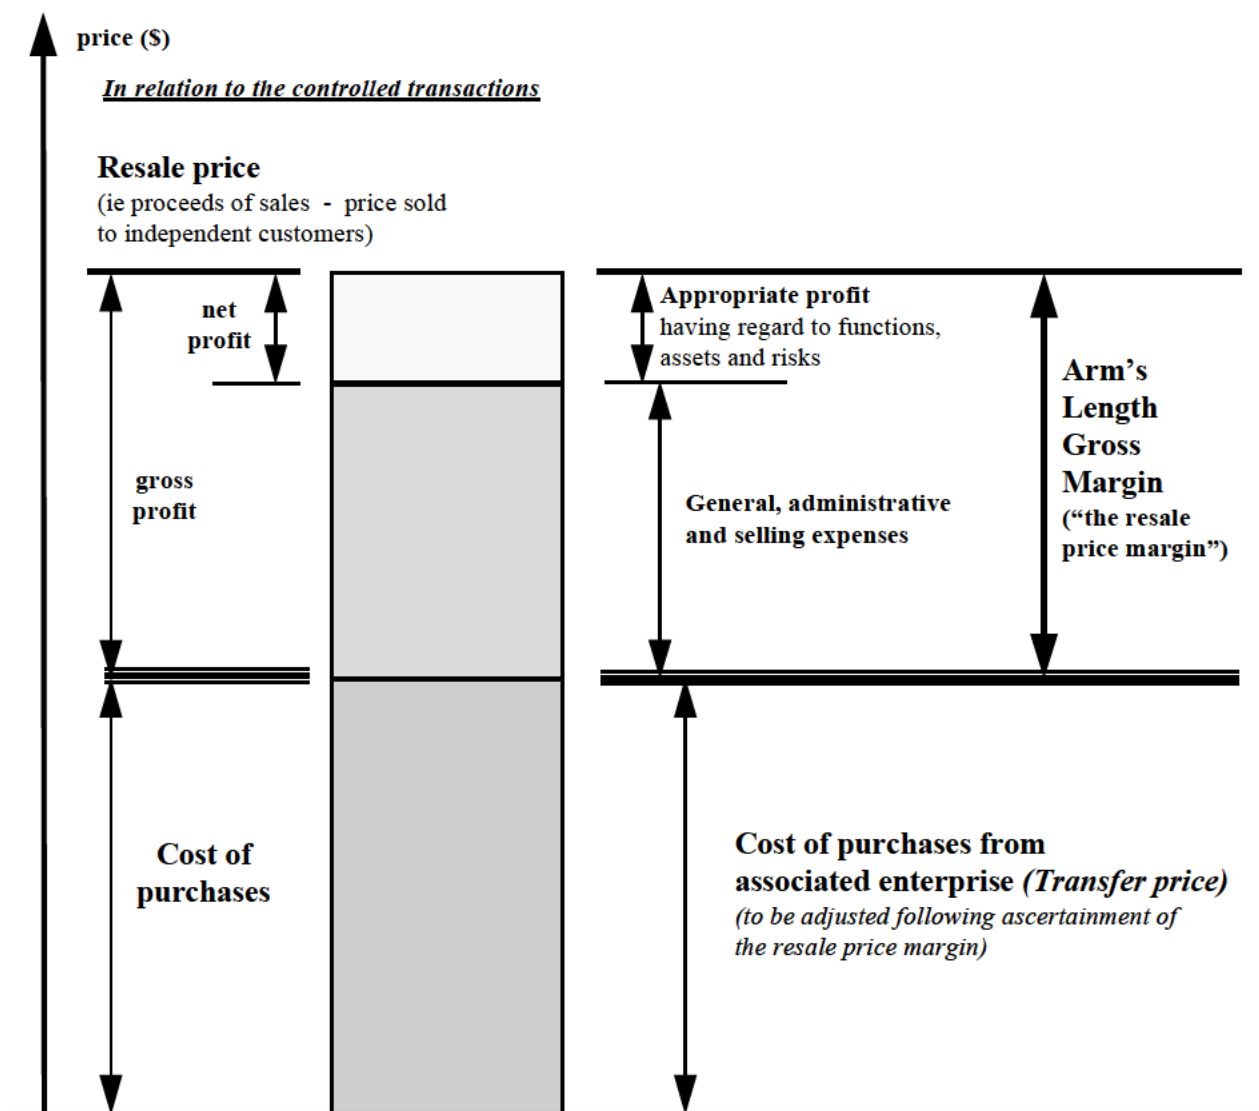 price ($)
In relation to the controlled transactions
Resale price
(ie proceeds of sales - price sold
to independent customers)
net
profit
Appropriate profit
having regard to functions,
assets and risks
Arm’s
Length
Gross
Margin
(“the resale
price margin”)
gross
profit
General, administrative
and selling expenses
Cost of
purchases
Cost of purchases from
associated enterprise (Transfer price)
(to be adjusted following ascertainment of
the resale price margin)